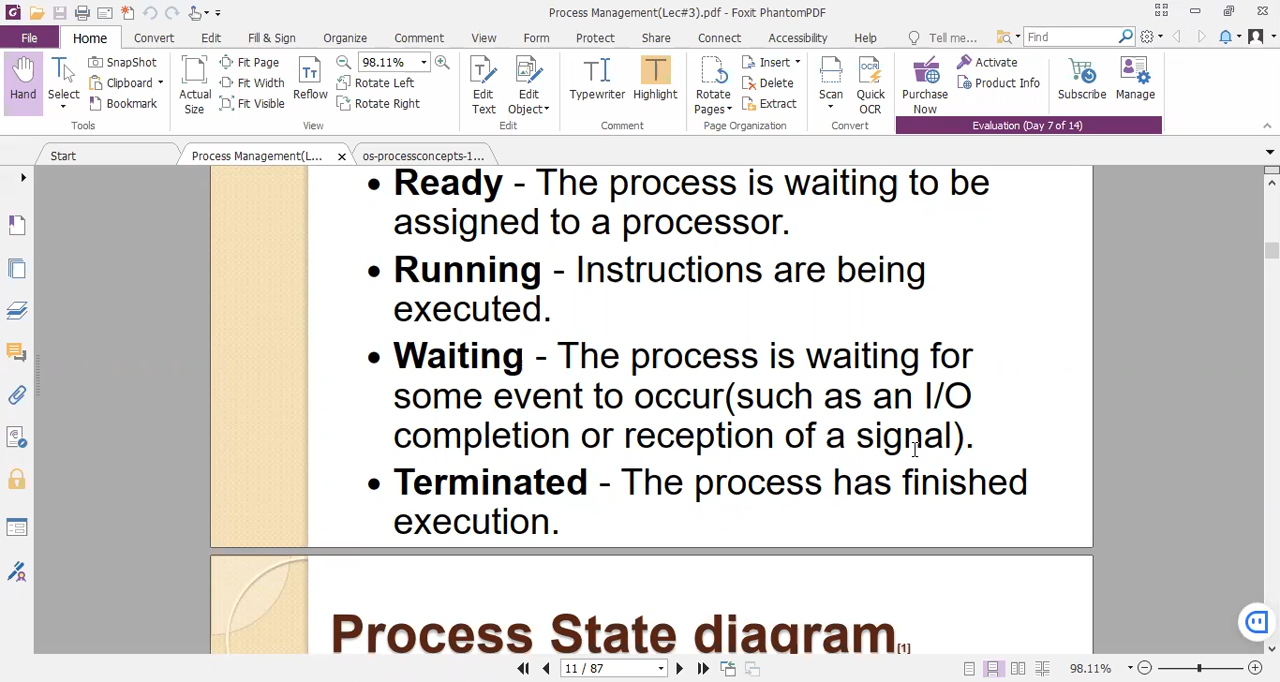 Process Management(Lec#3).pdf - Foxit PhantomPDF
File Home Convert Edit Fill & Sign Organize Comment View Form Protect Share Connect Accessibility Help Tell me... Find
Hand
Select
SnapShot
Clipboard
Bookmark
Tools
Actual
Size
Fit Page
Fit Width
Fit Visible
Reflow
98.11%
Rotate Left
Rotate Right
View
Edit
Text
Edit
Object
Edit
Typewriter
Highlight
Comment
Rotate
Pages
Insert
Delete
Extract
Page Organization
Scan
Quick
OCR
Convert
Purchase
Now
Activate
Product Info
Subscribe
Manage
Evaluation (Day 7 of 14)
Start
Process Management(L...
os-processconcepts-1...
• Ready - The process is waiting to be
assigned to a processor.
• Running - Instructions are being
executed.
• Waiting - The process is waiting for
some event to occur(such as an I/O
completion or reception of a signal).
• Terminated - The process has finished
execution.
Process State diagram[1]
11 / 87
98.11%